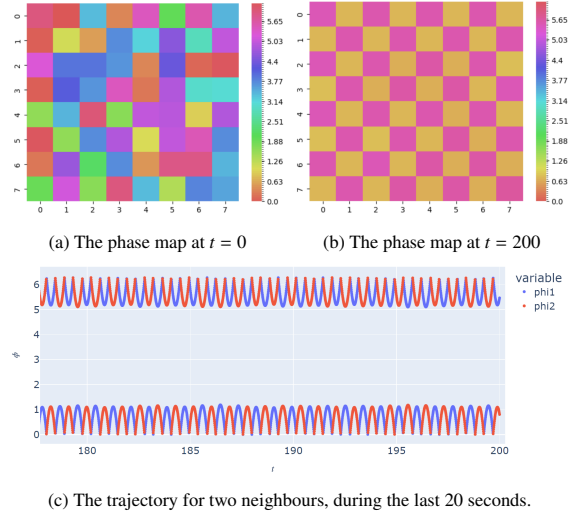 0 1 2 3 4 5 6 7
5.65
5.02
4.40
3.77
3.14
2.51
1.88
1.26
0.63
0.0
0 1 2 3 4 5 6 7
(a) The phase map at t = 0
0 1 2 3 4 5 6 7
5.65
5.02
4.40
3.77
3.14
2.51
1.88
1.26
0.63
0.0
0 1 2 3 4 5 6 7
(b) The phase map at t = 200
6
5
4
3
2
1
0
ϕ
180 185 190 195 200
t
variable
phi1
phi2
(c) The trajectory for two neighbours, during the last 20 seconds.